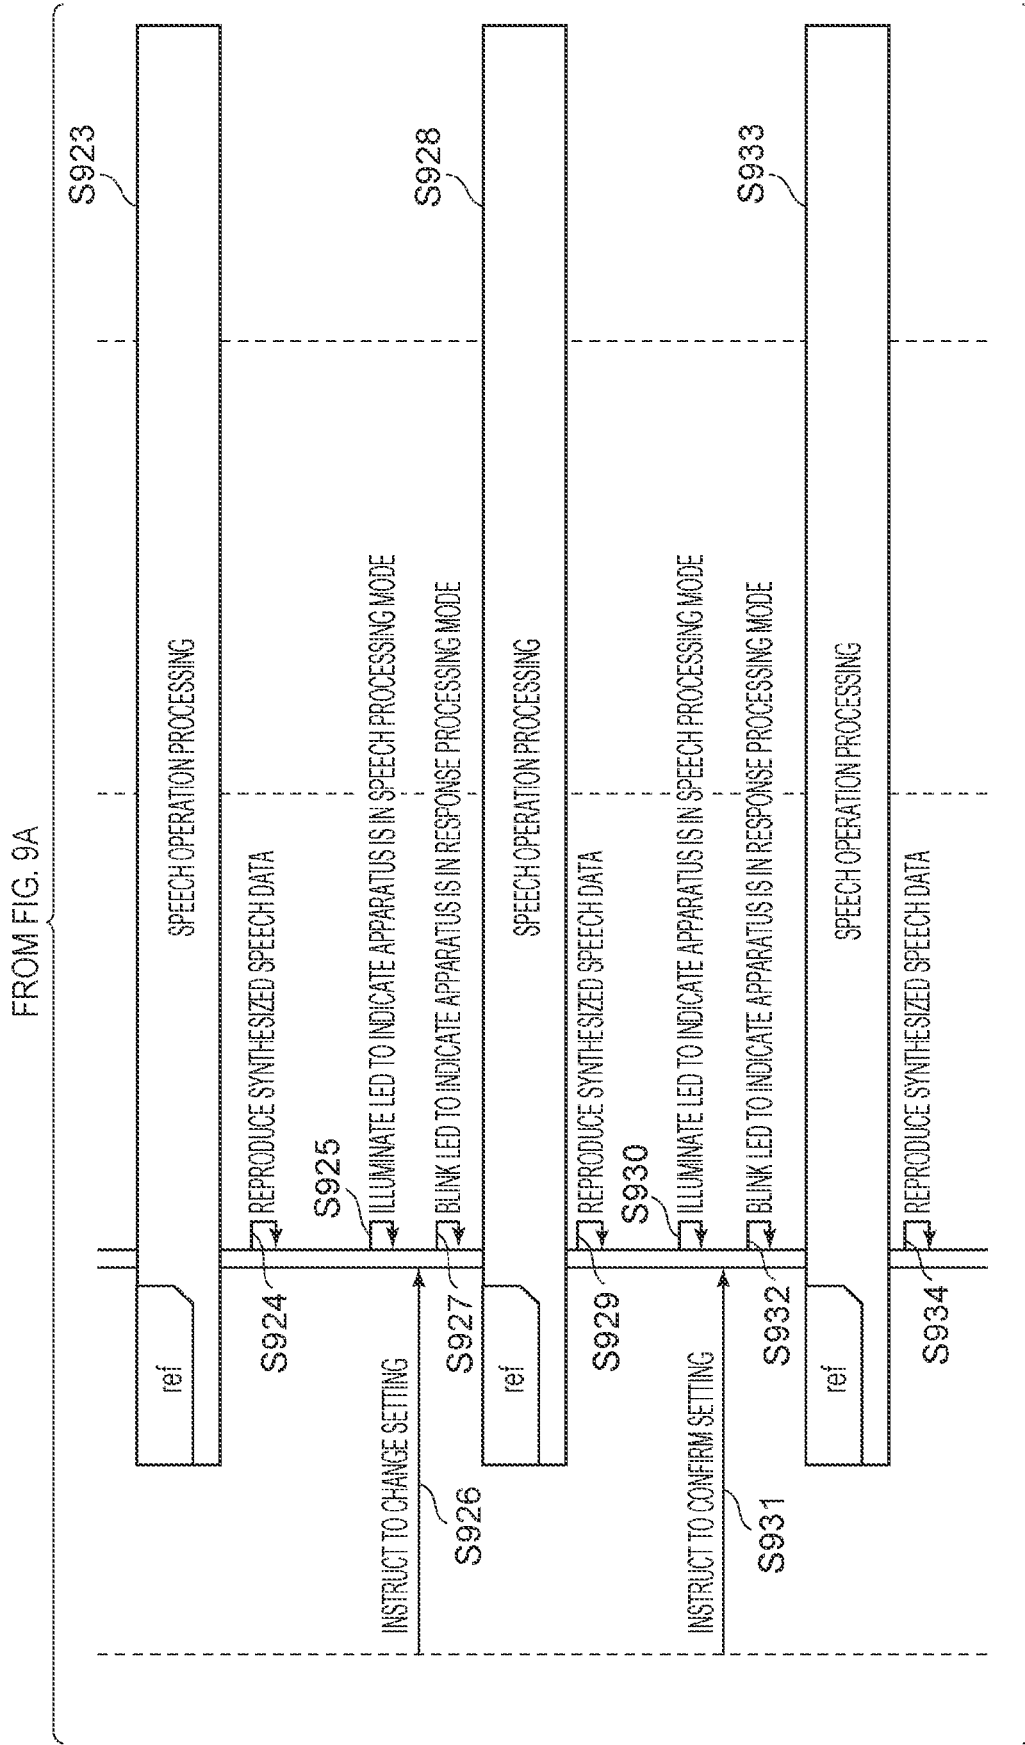 FROM FIG. 9A
S923
ref
SPEECH OPERATION PROCESSING
S924
REPRODUCE SYNTHESIZED SPEECH DATA
S925
ILLUMINATE LED TO INDICATE APPARATUS IS IN SPEECH PROCESSING MODE
INSTRUCT TO CHANGE SETTING
S926
S927
BLINK LED TO INDICATE APPARATUS IS IN RESPONSE PROCESSING MODE
S928
ref
SPEECH OPERATION PROCESSING
S929
REPRODUCE SYNTHESIZED SPEECH DATA
S930
ILLUMINATE LED TO INDICATE APPARATUS IS IN SPEECH PROCESSING MODE
INSTRUCT TO CONFIRM SETTING
S931
S932
BLINK LED TO INDICATE APPARATUS IS IN RESPONSE PROCESSING MODE
S933
ref
SPEECH OPERATION PROCESSING
S934
REPRODUCE SYNTHESIZED SPEECH DATA